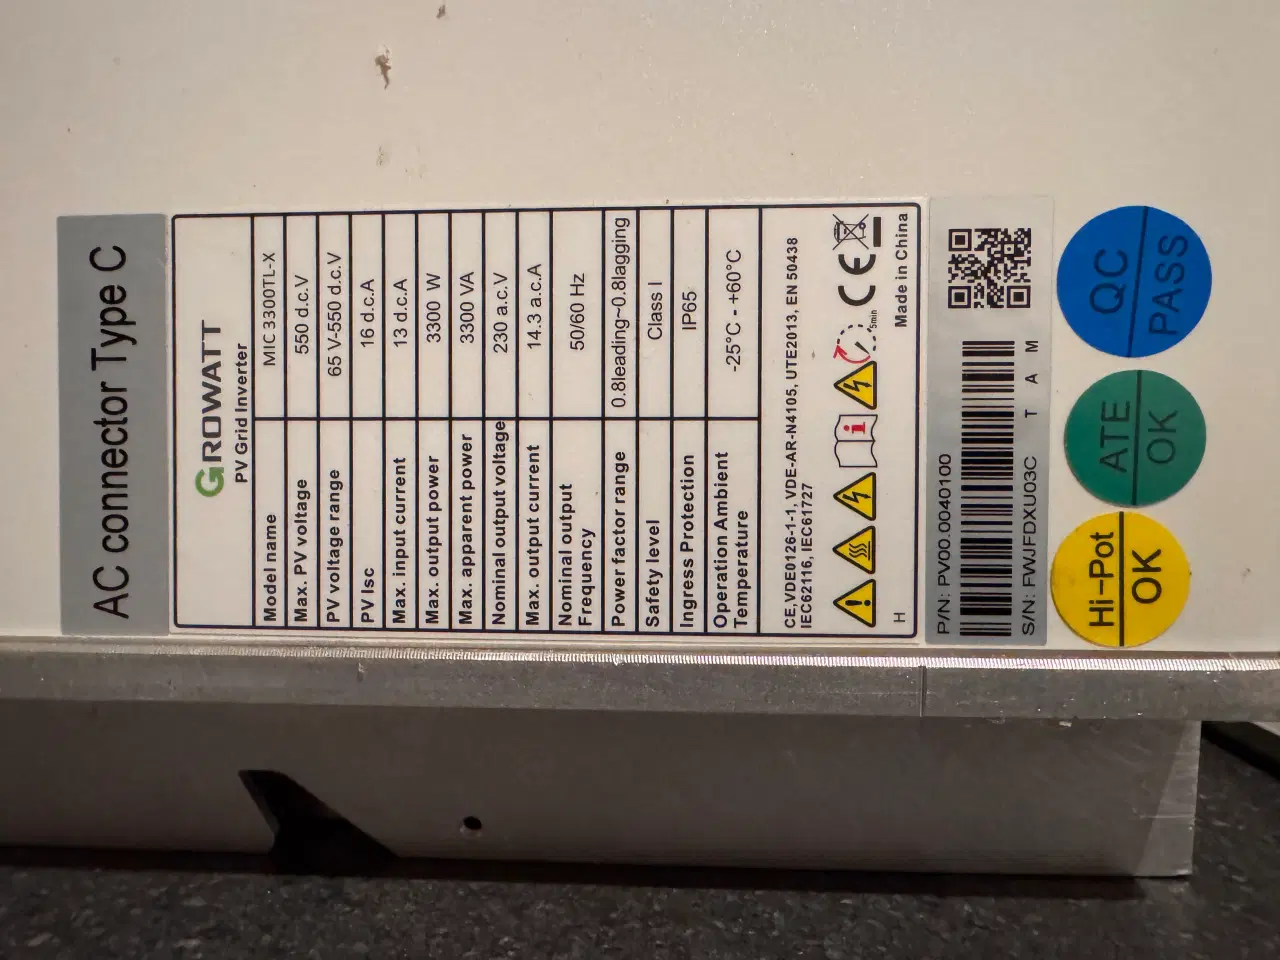 AC connector Type C
GROWATT
PV Grid Inverter
Model name MIC 3300TL-X
Max. PV voltage 550 d.c.V
PV voltage range 65 V-550 d.c.V
PV Isc 16 d.c.A
Max. input current 13 d.c.A
Max. output power 3300 W
Max. apparent power 3300 VA
Nominal output voltage 230 a.c.V
Max. output current 14.3 a.c.A
Nominal output
Frequency 50/60 Hz
Power factor range 0.8leading~0.8lagging
Safety level Class I
Ingress Protection IP65
Operation Ambient
Temperature -25°C - +60°C
CE,VDE0126-1-1, VDE-AR-N4105, UTE2013, EN 50438
IEC62116, IEC61727
5min
CE
H Made in China
P/N: PV00.0040100
S/N: FWJFDXU03C T A M
Hi-Pot
OK
ATE
OK
QC
PASS